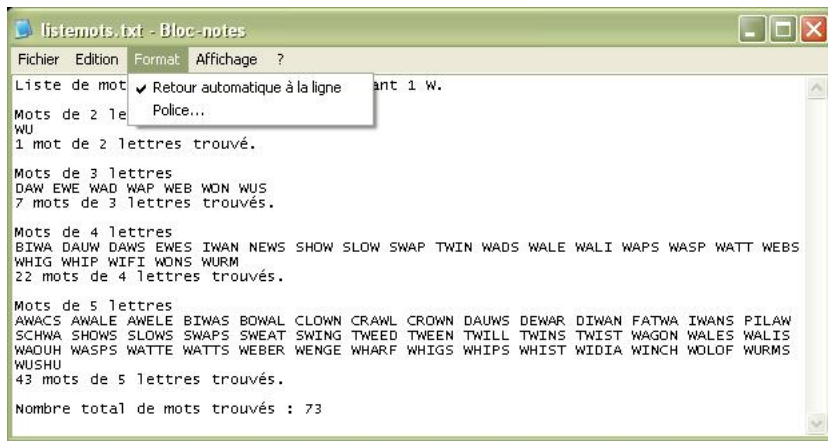 listemots.txt - Bloc-notes
Fichier Edition Format Affichage ?
Liste de mot ant 1 W.
Retour automatique à la ligne
Police...
Mots de 2 le
WU
1 mot de 2 lettres trouvé.
Mots de 3 lettres
DAW EWE WAD WAP WEB WON WUS
7 mots de 3 lettres trouvés.
Mots de 4 lettres
BIWA DAUW DAWS EWES IWAN NEWS SHOW SLOW SWAP TWIN WADS WALE WALI WAPS WASP WATT WEBS
WHIG WHIP WIFI WONS WURM
22 mots de 4 lettres trouvés.
Mots de 5 lettres
AWACS AWALE AWELE BIWAS BOWAL CLOWN CRAWL CROWN DAUWS DEWAR DIWAN FATWA IWANS PILAW
SCHWA SHOWS SLOWS SWAPS SWEAT SWING TWEED TWEEN TWILL TWINS TWIST WAGON WALES WALIS
WAOUH WASPS WATTE WATTS WEBER WENGE WHARF WHIGS WHIPS WHIST WIDIA WINCH WOLOF WURMS
WUSHU
43 mots de 5 lettres trouvés.
Nombre total de mots trouvés : 73